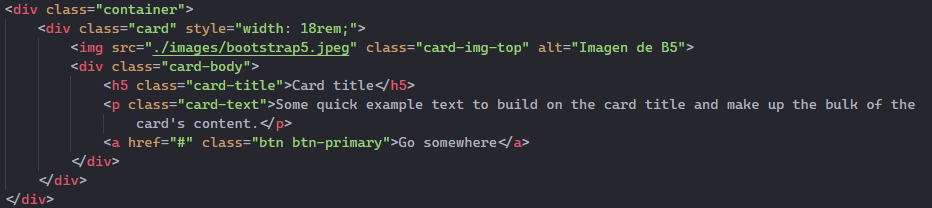 <div class="container">
<div class="card" style="width: 18rem;">
<img src="./images/bootstrap5.jpeg" class="card-img-top" alt="Imagen de B5">
<div class="card-body">
<h5 class="card-title">Card title</h5>
<p class="card-text">Some quick example text to build on the card title and make up the bulk of the
card's content.</p>
<a href="#" class="btn btn-primary">Go somewhere</a>
</div>
</div>
</div>